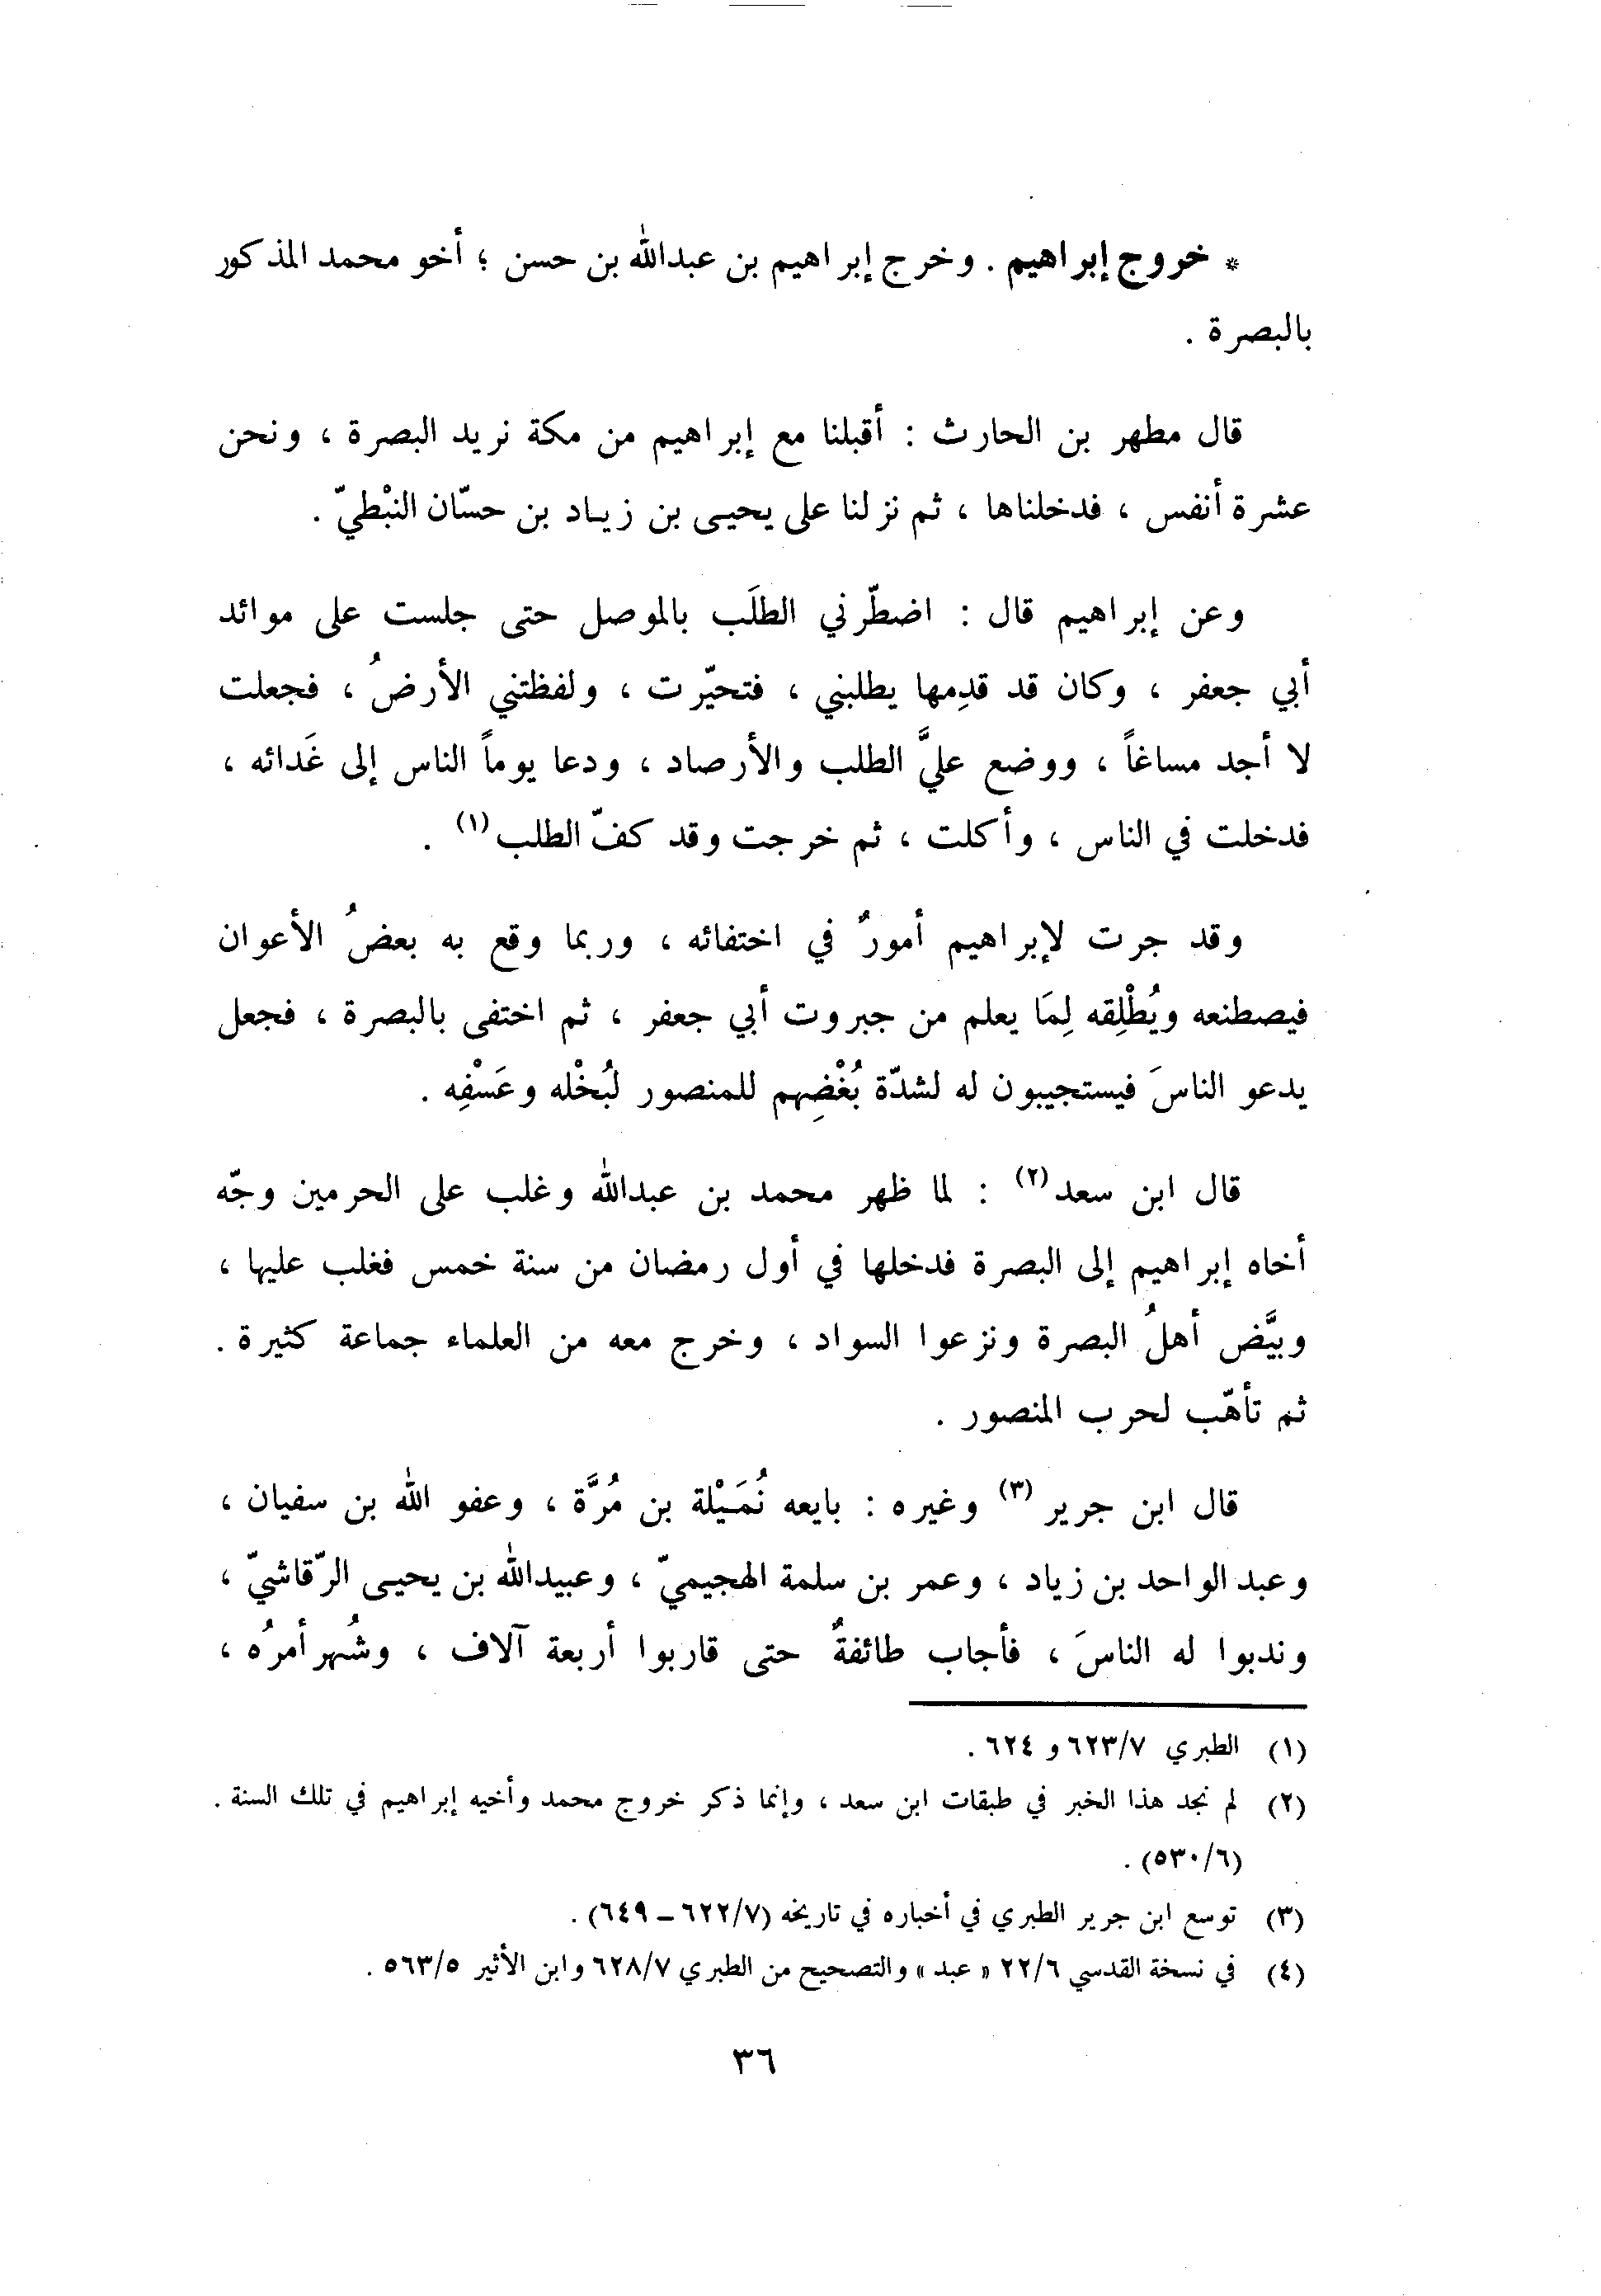 * خروج إبراهيم . وخرج إبراهيم بن عبدالله بن حسن ؛ أخو محمد المذكور
بالبصرة .
قال مطهر بن الحارث : أقبلنا مع إبراهيم من مكة نريد البصرة ، ونحن
عشرة أنفس ، فدخلناها ، ثم نزلنا على يحيى بن زياد بن حسّان النبْطيّ .
وعن إبراهيم قال : اضطّرني الطلَب بالموصل حتى جلست على موائد
أبي جعفر ، وكان قد قدِمها يطلبني ، فتحيّرت ، ولفظتني الأرضُ ، فجعلت
لا أجد مساغاً ، ووضع عليَّ الطلب والأرصاد ، ودعا يوماً الناس إلى غَدائه ،
فدخلت في الناس ، وأكلت ، ثم خرجت وقد كفّ الطلب (١) .
وقد جرت لإبراهيم أمورٌ في اختفائه ، وربما وقع به بعضُ الأعوان
فيصطنعه ويُطْلِقه لِمَا يعلم من جبروت أبي جعفر ، ثم اختفى بالبصرة ، فجعل
يدعو الناسَ فيستجيبون له لشدّة بُغْضِهم للمنصور لبُخْله وعَسْفِه .
قال ابن سعد (٢) : لما ظهر محمد بن عبدالله وغلب على الحرمين وجّه
أخاه إبراهيم إلى البصرة فدخلها في أول رمضان من سنة خمس فغلب عليها ،
وبيَّض أهلُ البصرة ونزعوا السواد ، وخرج معه من العلماء جماعة كثيرة .
ثم تأهّب لحرب المنصور .
قال ابن جرير (٣) وغيره : بايعه نُمَيْلة بن مُرَّة ، وعفو الله بن سفيان ،
وعبد الواحد بن زياد ، وعمر بن سلمة الهجيميّ ، وعبيدالله بن يحيى الرّقاشيّ ،
وندبوا له الناسَ ، فأجاب طائفةٌ حتى قاربوا أربعة آلاف ، وشُهر أمرُه ،
(١) الطبري ٦٢٣/٧ و ٦٢٤ .
(٢) لم نجد هذا الخبر في طبقات ابن سعد ، وإنما ذكر خروج محمد وأخيه إبراهيم في تلك السنة .
(٥٣٠/٦) .
(٣) توسع ابن جرير الطبري في أخباره في تاريخه (٦٢٢/٧ – ٦٤٩) .
(٤) في نسخة القدسي ٢٢/٦ « عبد » والتصحيح من الطبري ٦٢٨/٧ وابن الأثير ٥٦٣/٥ .
٣٦